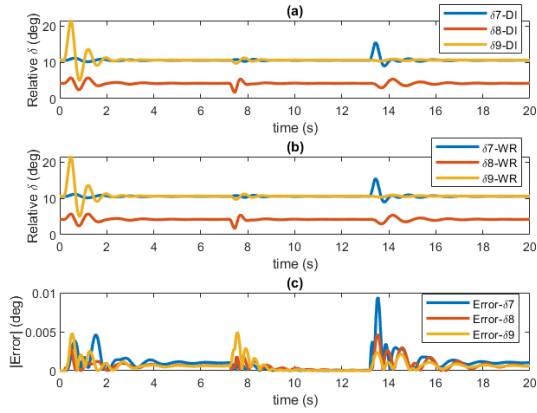 (a)
Relative δ (deg)
20
10
0
δ7-DI
δ8-DI
δ9-DI
0 2 4 6 8 10 12 14 16 18 20
time (s)
(b)
Relative δ (deg)
20
10
0
δ7-WR
δ8-WR
δ9-WR
0 2 4 6 8 10 12 14 16 18 20
time (s)
(c)
|Error| (deg)
0.01
0.005
0
Error-δ7
Error-δ8
Error-δ9
0 2 4 6 8 10 12 14 16 18 20
time (s)